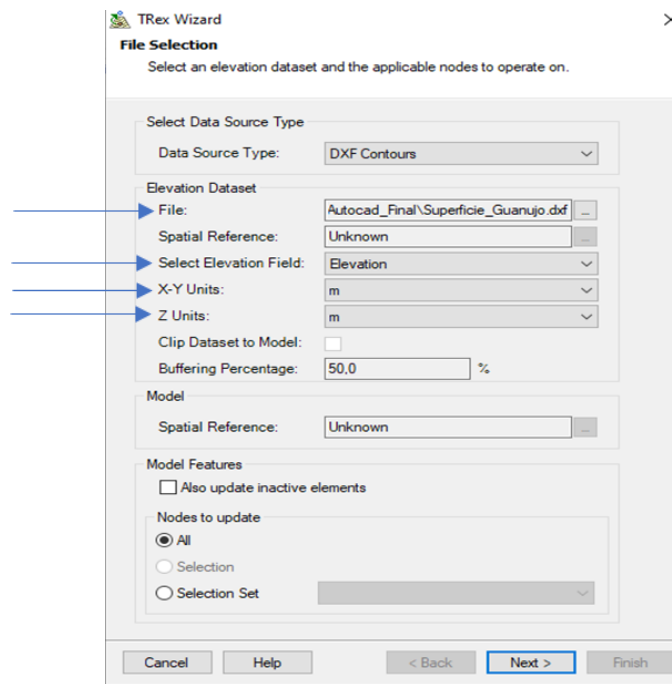 TRex Wizard
File Selection
Select an elevation dataset and the applicable nodes to operate on.
Select Data Source Type
Data Source Type: DXF Contours
Elevation Dataset
File: Autocad_Final\Superficie_Guanujo.dxf ...
Spatial Reference: Unknown ...
Select Elevation Field: Elevation
X-Y Units: m
Z Units: m
Clip Dataset to Model:
Buffering Percentage: 50,0 %
Model
Spatial Reference: Unknown ...
Model Features
Also update inactive elements
Nodes to update
All
Selection
Selection Set
Cancel Help < Back Next > Finish